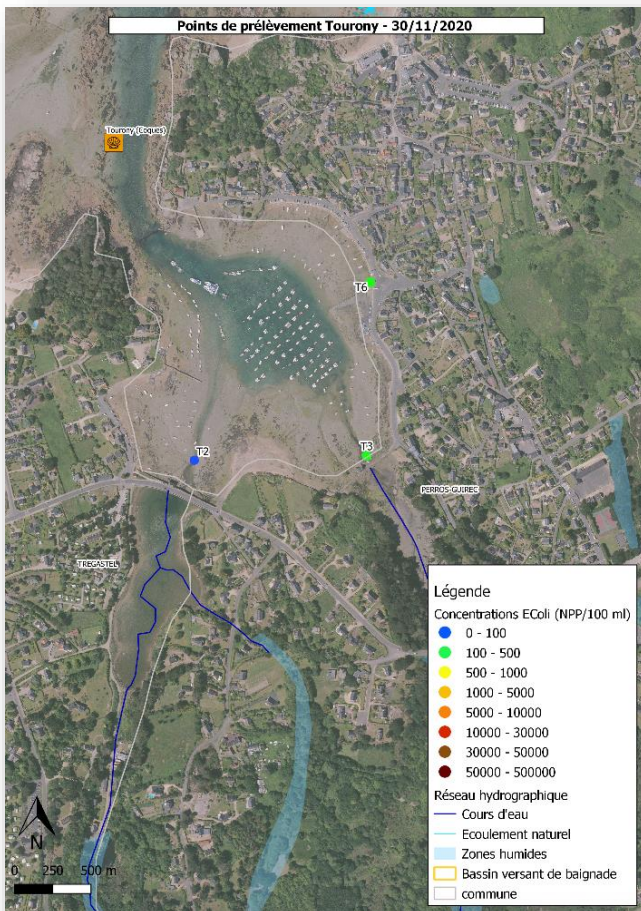 Points de prélèvement Tourony - 30/11/2020
Tourony (Coques)
T6
T2
T3
PERROS-GUIREC
TREGASTEL
Légende
Concentrations EColi (NPP/100 ml)
0 - 100
100 - 500
500 - 1000
1000 - 5000
5000 - 10000
10000 - 30000
30000 - 50000
50000 - 500000
Réseau hydrographique
Cours d'eau
Ecoulement naturel
Zones humides
Bassin versant de baignade
commune
N
0 250 500 m